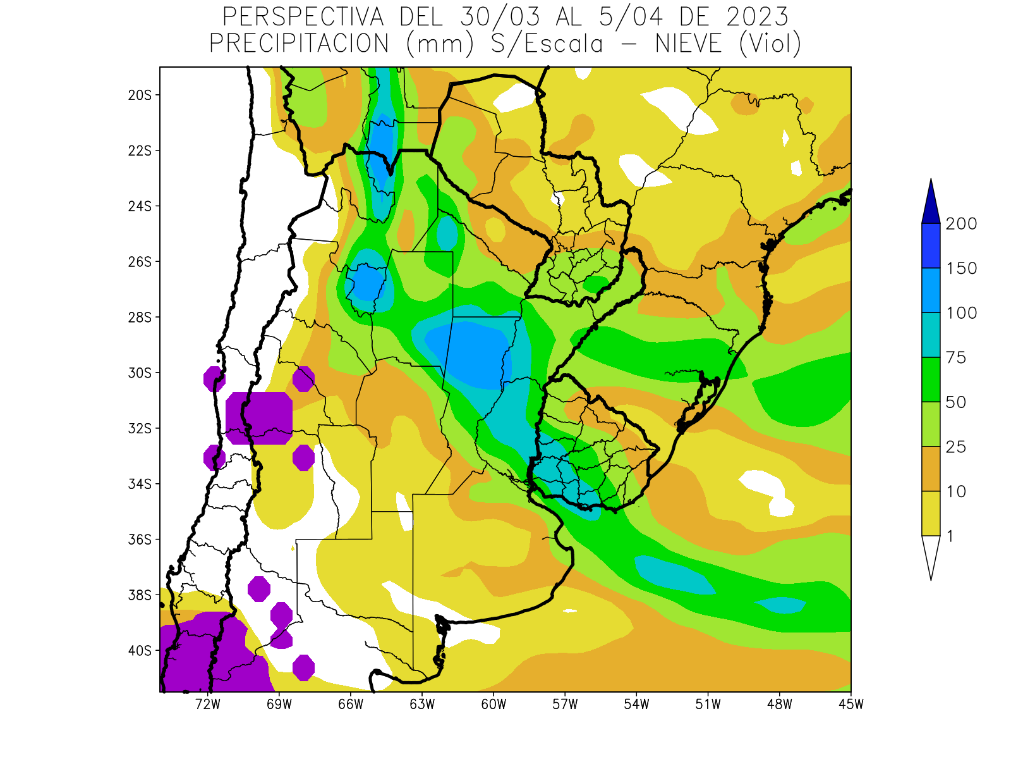 PERSPECTIVA DEL 30/03 AL 5/04 DE 2023
PRECIPITACION (mm) S/Escala - NIEVE (Viol)
20S
22S
24S
26S
28S
30S
32S
34S
36S
38S
40S
72W 69W 66W 63W 60W 57W 54W 51W 48W 45W
200
150
100
75
50
25
10
1